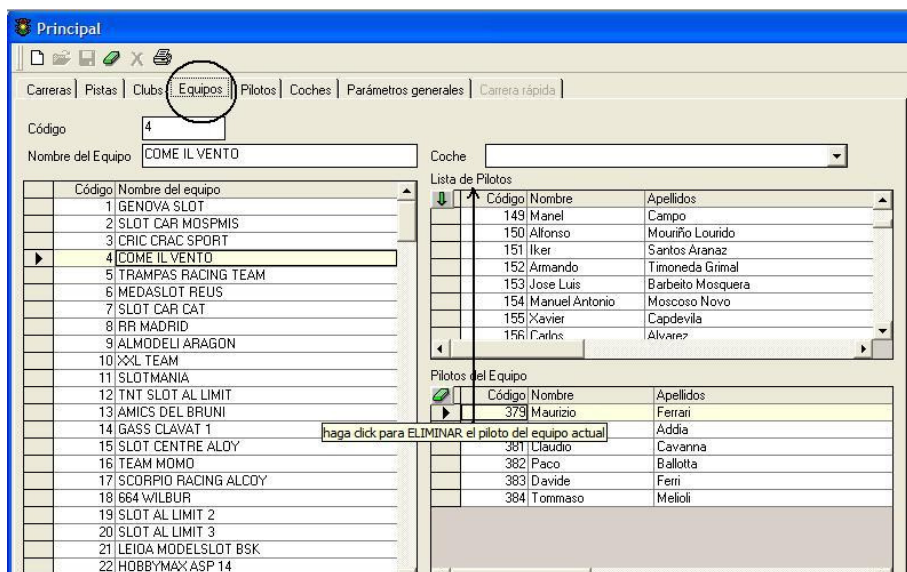 Principal
Carreras Pistas Clubs Equipos Pilotos Coches Parámetros generales Carrera rápida
Código 4
Nombre del Equipo COME IL VENTO
Código Nombre del equipo
1 GENOVA SLOT
2 SLOT CAR MOSPMIS
3 CRIC CRAC SPORT
4 COME IL VENTO
5 TRAMPAS RACING TEAM
6 MEDASLOT REUS
7 SLOT CAR CAT
8 RR MADRID
9 ALMODELI ARAGON
10 XXL TEAM
11 SLOTMANIA
12 TNT SLOT AL LIMIT
13 AMICS DEL BRUNI
14 GASS CLAVAT 1
15 SLOT CENTRE ALOY
16 TEAM MOMO
17 SCORPIO RACING ALCOY
18 664 WILBUR
19 SLOT AL LIMIT 2
20 SLOT AL LIMIT 3
21 LEIOA MODELSLOT BSK
22 HOBBYMAX ASP 14
Coche
Lista de Pilotos
Código Nombre Apellidos
149 Manel Campo
150 Alfonso Mouriño Lourido
151 Iker Santos Aranaz
152 Armando Timoneda Grimal
153 Jose Luis Barbeito Mosquera
154 Manuel Antonio Moscoso Novo
155 Xavier Capdevila
156 Carlos Alvarez
Pilotos del Equipo
Código Nombre Apellidos
379 Maurizio Ferrari
Addia
haga click para ELIMINAR el piloto del equipo actual
381 Claudio Cavanna
382 Paco Ballotta
383 Davide Ferri
384 Tommaso Melioli